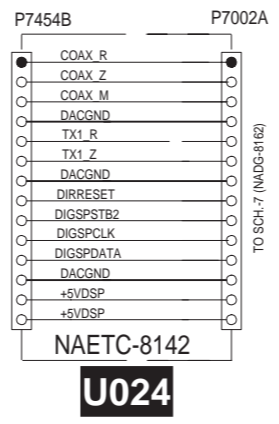 P7454B P7002A
COAX_R
COAX_Z
COAX_M
DACGND
TX1_R
TX1_Z
DACGND
DIRRESET
DIGSPSTB2
DIGSPCLK
DIGSPDATA
DACGND
+5VDSP
+5VDSP
TO SCH.-7 (NADG-8162)
NAETC-8142
U024